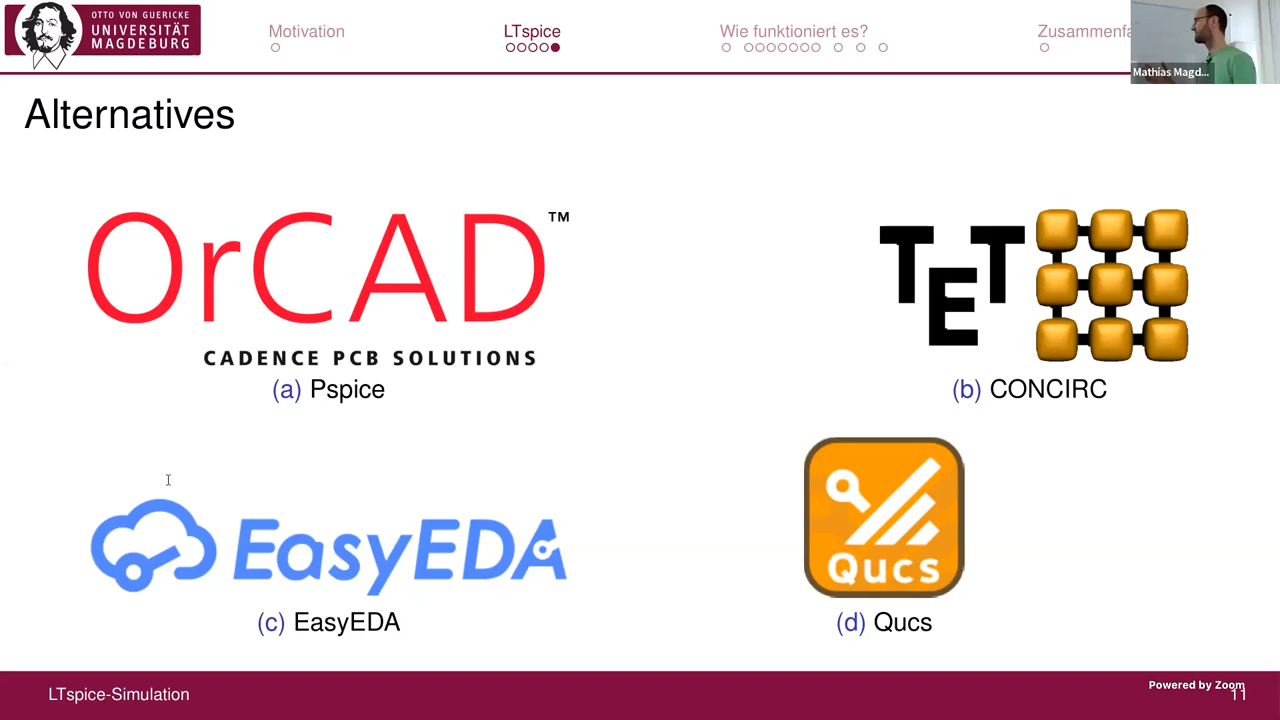 OTTO VON GUERICKE
UNIVERSITÄT
MAGDEBURG
Motivation
LTspice
Wie funktioniert es?
Zusammenfa
Mathias Magd...
Alternatives
OrCAD™
CADENCE PCB SOLUTIONS
(a) Pspice
TET
(b) CONCIRC
EasyEDA
(c) EasyEDA
Qucs
(d) Qucs
LTspice-Simulation
Powered by Zoom
11